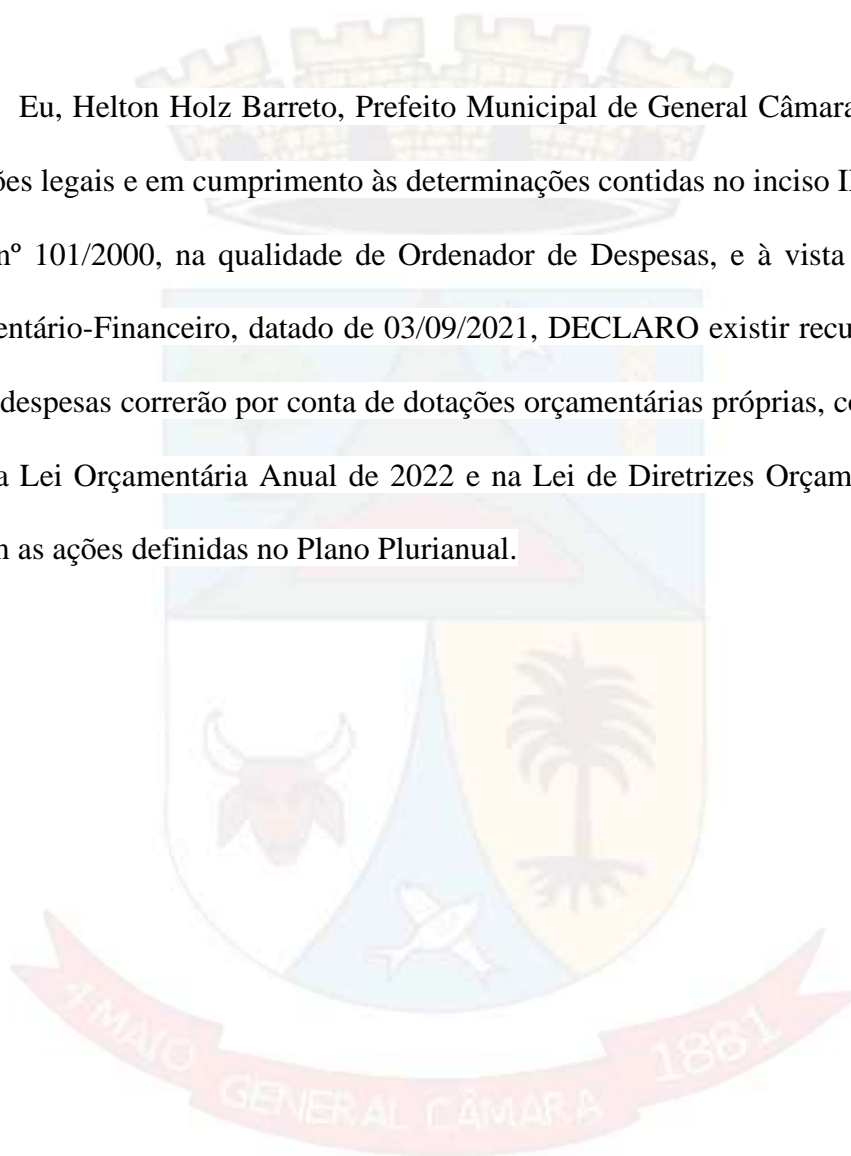 Eu, Helton Holz Barreto, Prefeito Municipal de General Câmara
ões legais e em cumprimento às determinações contidas no inciso I
nº 101/2000, na qualidade de Ordenador de Despesas, e à vista
entário-Financeiro, datado de 03/09/2021, DECLARO existir recu
despesas correrão por conta de dotações orçamentárias próprias, c
a Lei Orçamentária Anual de 2022 e na Lei de Diretrizes Orçam
as ações definidas no Plano Plurianual.
4 MAIO
GENERAL CÂMARA
1881